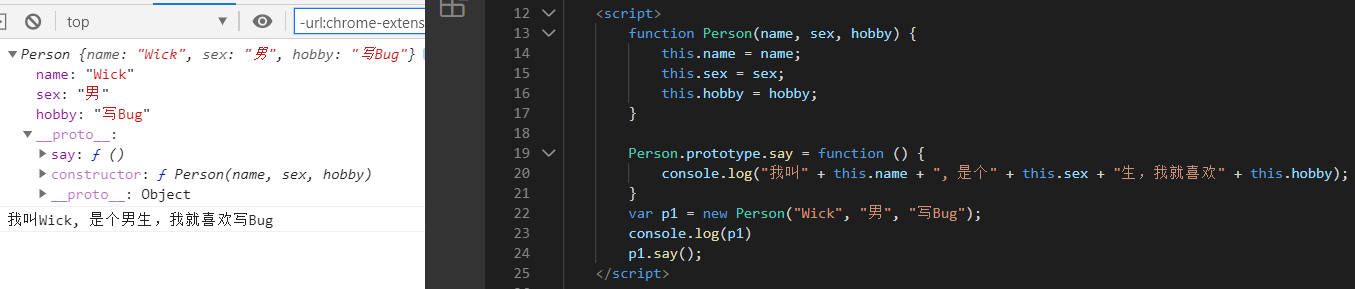 top ▼ -url:chrome-extens
▼ Person {name: "Wick", sex: "男", hobby: "写Bug"}
name: "Wick"
sex: "男"
hobby: "写Bug"
▼ __proto__:
▶ say: ƒ ()
▶ constructor: ƒ Person(name, sex, hobby)
▶ __proto__: Object
我叫Wick, 是个男生，我就喜欢写Bug
12 <script>
13 function Person(name, sex, hobby) {
14 this.name = name;
15 this.sex = sex;
16 this.hobby = hobby;
17 }
18
19 Person.prototype.say = function () {
20 console.log("我叫" + this.name + ", 是个" + this.sex + "生，我就喜欢" + this.hobby);
21 }
22 var p1 = new Person("Wick", "男", "写Bug");
23 console.log(p1)
24 p1.say();
25 </script>